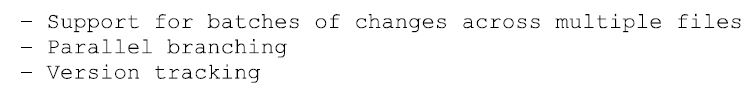 - Support for batches of changes across multiple files
- Parallel branching
- Version tracking